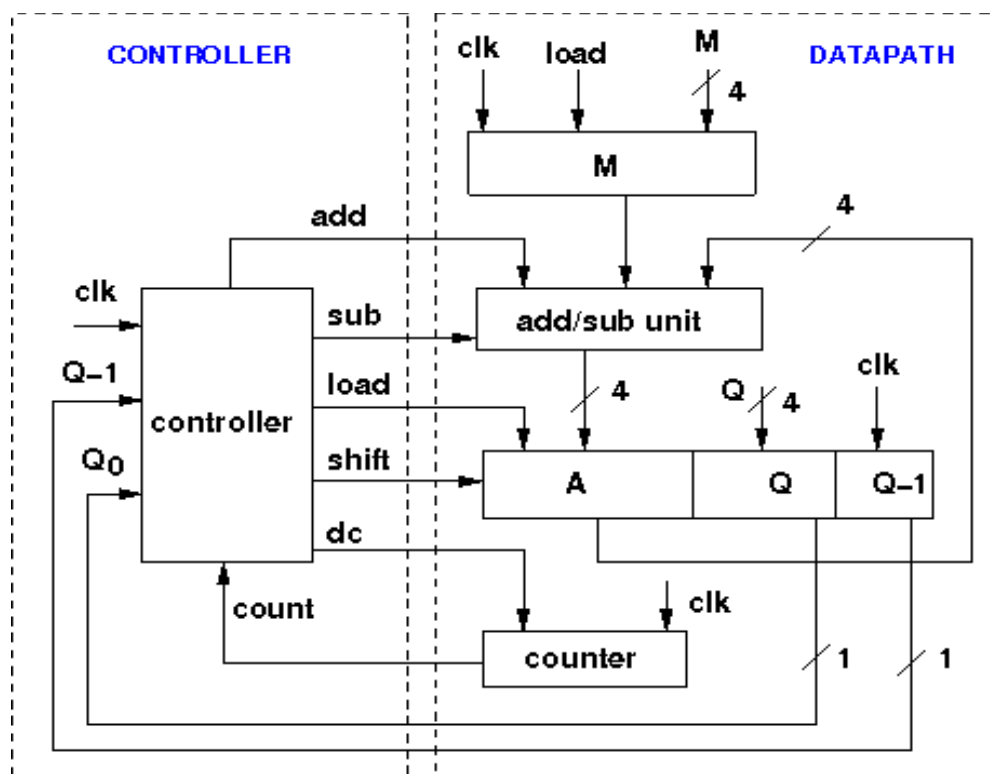 CONTROLLER
DATAPATH
clk
load
M
4
M
add
4
clk
sub
add/sub unit
Q-1
load
4
Q
4
clk
controller
Q0
shift
A
Q
Q-1
dc
count
clk
counter
1
1